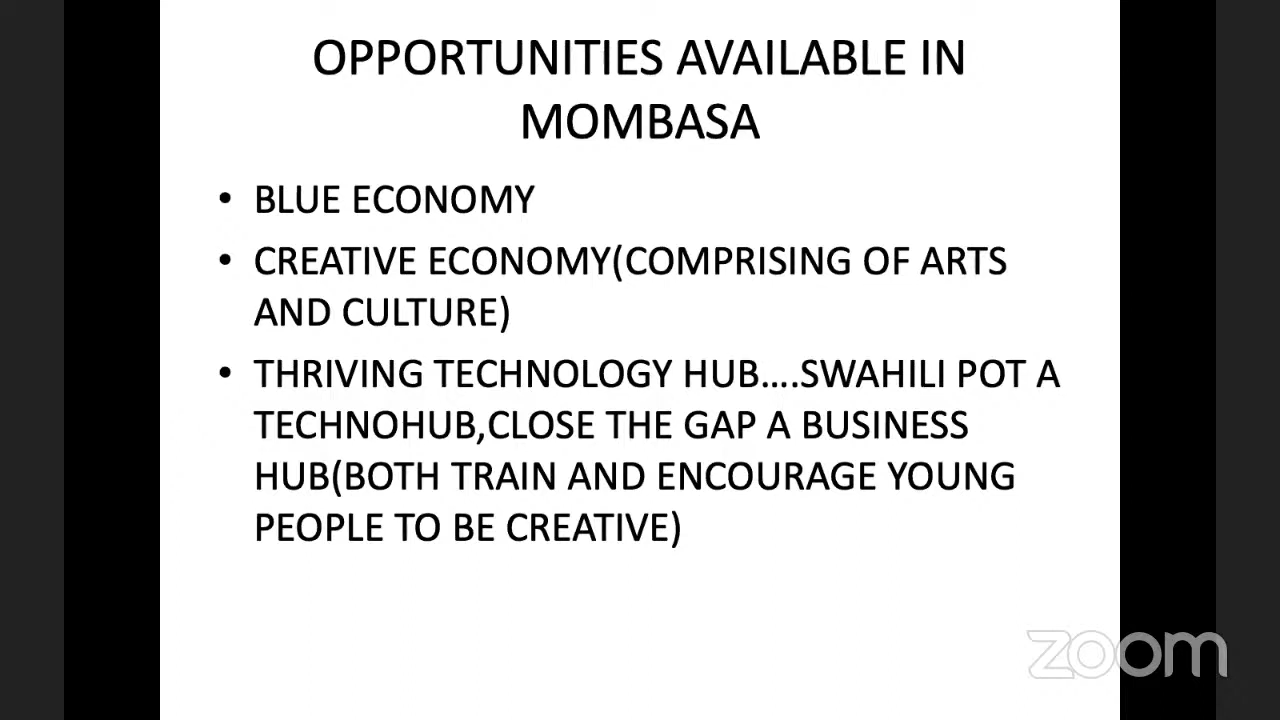 OPPORTUNITIES AVAILABLE IN
MOMBASA
• BLUE ECONOMY
• CREATIVE ECONOMY(COMPRISING OF ARTS
AND CULTURE)
• THRIVING TECHNOLOGY HUB....SWAHILI POT A
TECHNOHUB,CLOSE THE GAP A BUSINESS
HUB(BOTH TRAIN AND ENCOURAGE YOUNG
PEOPLE TO BE CREATIVE)
zoom